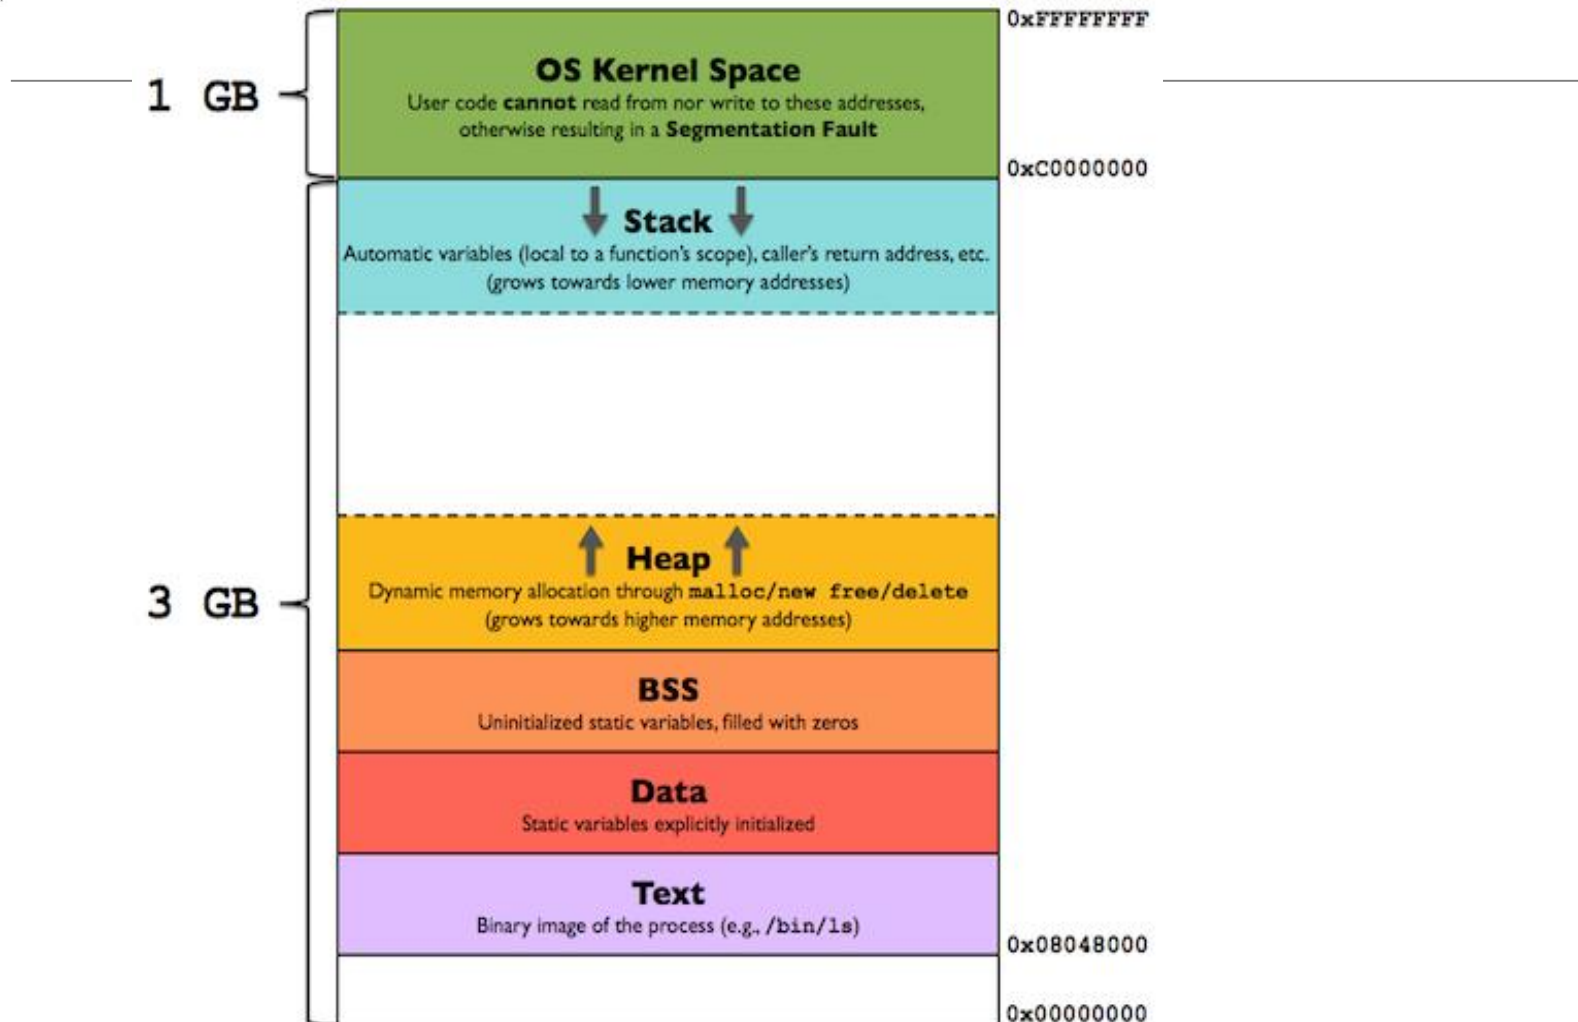 0xFFFFFFFF
OS Kernel Space
1 GB
User code cannot read from nor write to these addresses,
otherwise resulting in a Segmentation Fault
0xC0000000
Stack
Automatic variables (local to a function's scope), caller's return address, etc.
(grows towards lower memory addresses)
Heap
3 GB
Dynamic memory allocation through malloc/new free/delete
(grows towards higher memory addresses)
BSS
Uninitialized static variables, filled with zeros
Data
Static variables explicitly initialized
Text
Binary image of the process (e.g., /bin/ls)
0x08048000
0x00000000